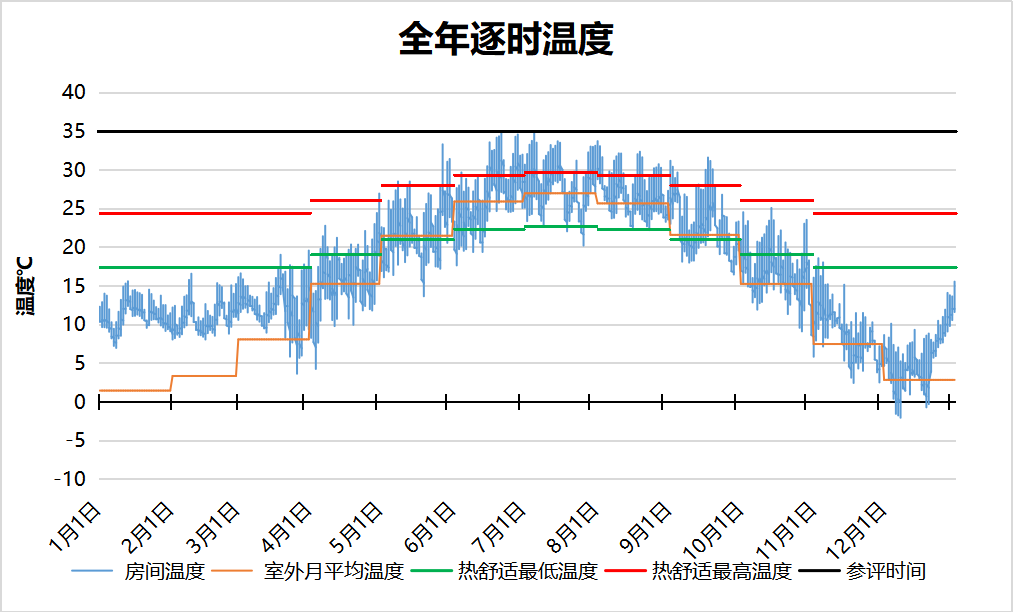 全年逐时温度
40
35
30
25
20
15
10
5
0
-5
-10
温度℃
1月1日
2月1日
3月1日
4月1日
5月1日
6月1日
7月1日
8月1日
9月1日
10月1日
11月1日
12月1日
房间温度 室外月平均温度 热舒适最低温度 热舒适最高温度 参评时间